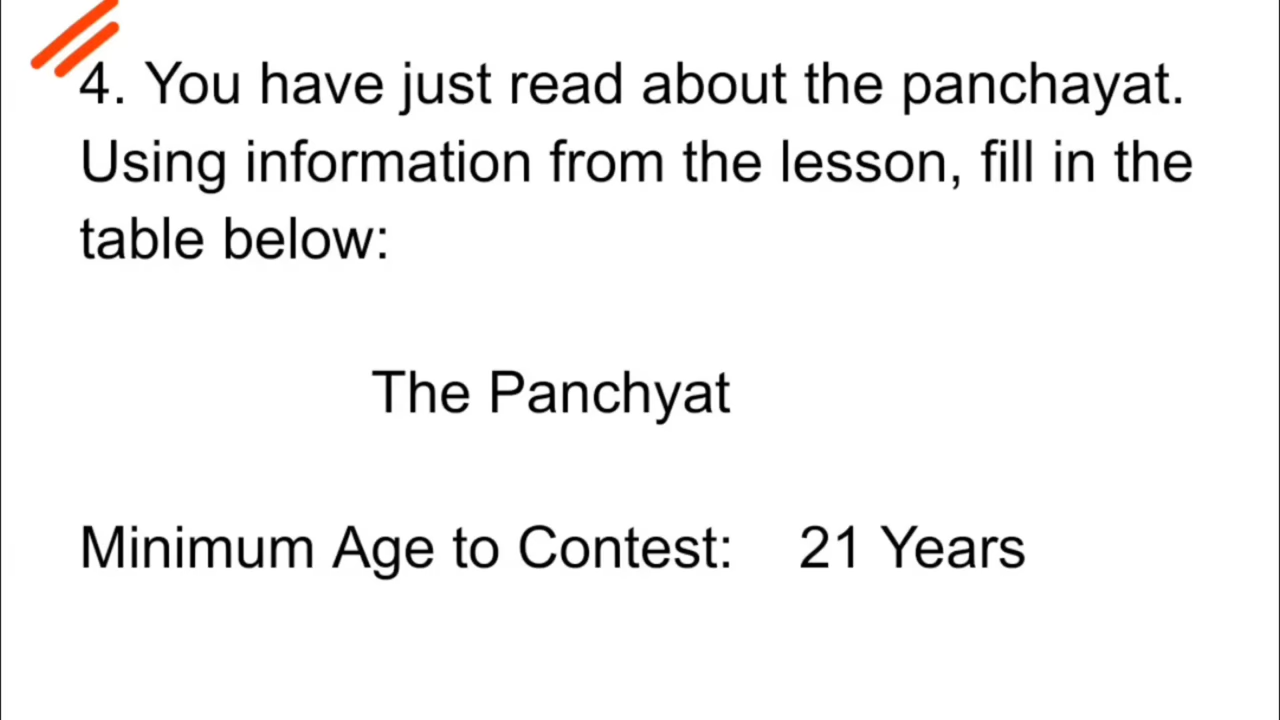 4. You have just read about the panchayat.
Using information from the lesson, fill in the
table below:
The Panchyat
Minimum Age to Contest: 21 Years